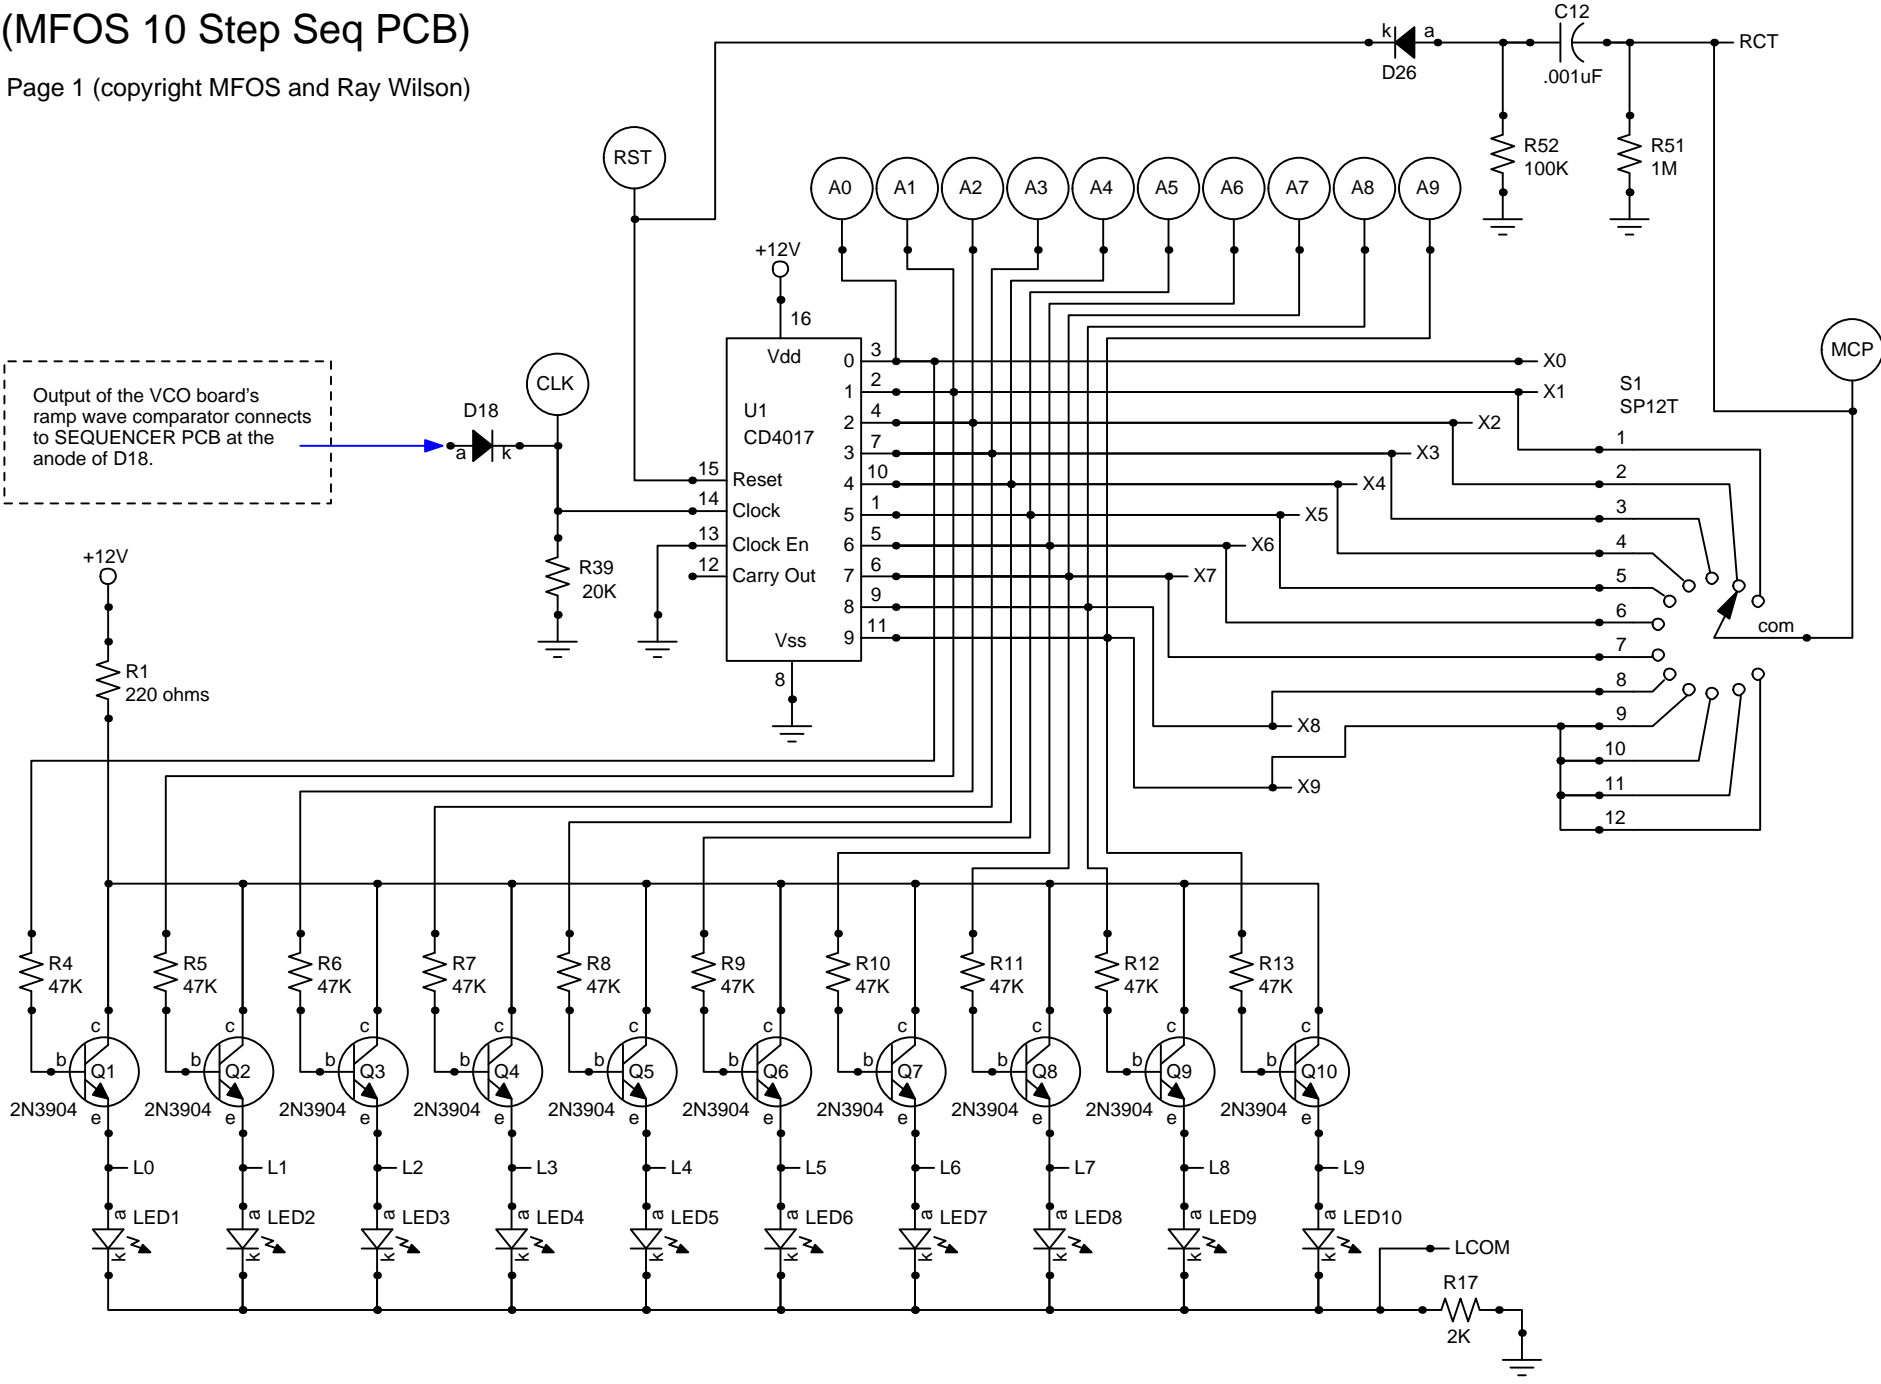 (MFOS 10 Step Seq PCB)
Page 1 (copyright MFOS and Ray Wilson)
C12
k a
D26
.001uF
RCT
R52
100K
R51
1M
RST
A0 A1 A2 A3 A4 A5 A6 A7 A8 A9
+12V
16
MCP
Output of the VCO board's
ramp wave comparator connects
to SEQUENCER PCB at the
anode of D18.
D18
a k
CLK
Vdd
U1
CD4017
0 3 X0
1 2 X1
2 4 X2
3 7 X3
4 10 X4
5 1 X5
6 5 X6
7 6 X7
8 9 X8
9 11 X9
15 Reset
14 Clock
13 Clock En
12 Carry Out
Vss
8
R39
20K
S1
SP12T
1
2
3
4
5
6
7
8
9
10
11
12
com
+12V
R1
220 ohms
R4 R5 R6 R7 R8 R9 R10 R11 R12 R13
47K 47K 47K 47K 47K 47K 47K 47K 47K 47K
c c c c c c c c c c
b b b b b b b b b b
Q1 Q2 Q3 Q4 Q5 Q6 Q7 Q8 Q9 Q10
2N3904 2N3904 2N3904 2N3904 2N3904 2N3904 2N3904 2N3904 2N3904 2N3904
e e e e e e e e e e
L0 L1 L2 L3 L4 L5 L6 L7 L8 L9
a a a a a a a a a a
LED1 LED2 LED3 LED4 LED5 LED6 LED7 LED8 LED9 LED10
k k k k k k k k k k
LCOM
R17
2K